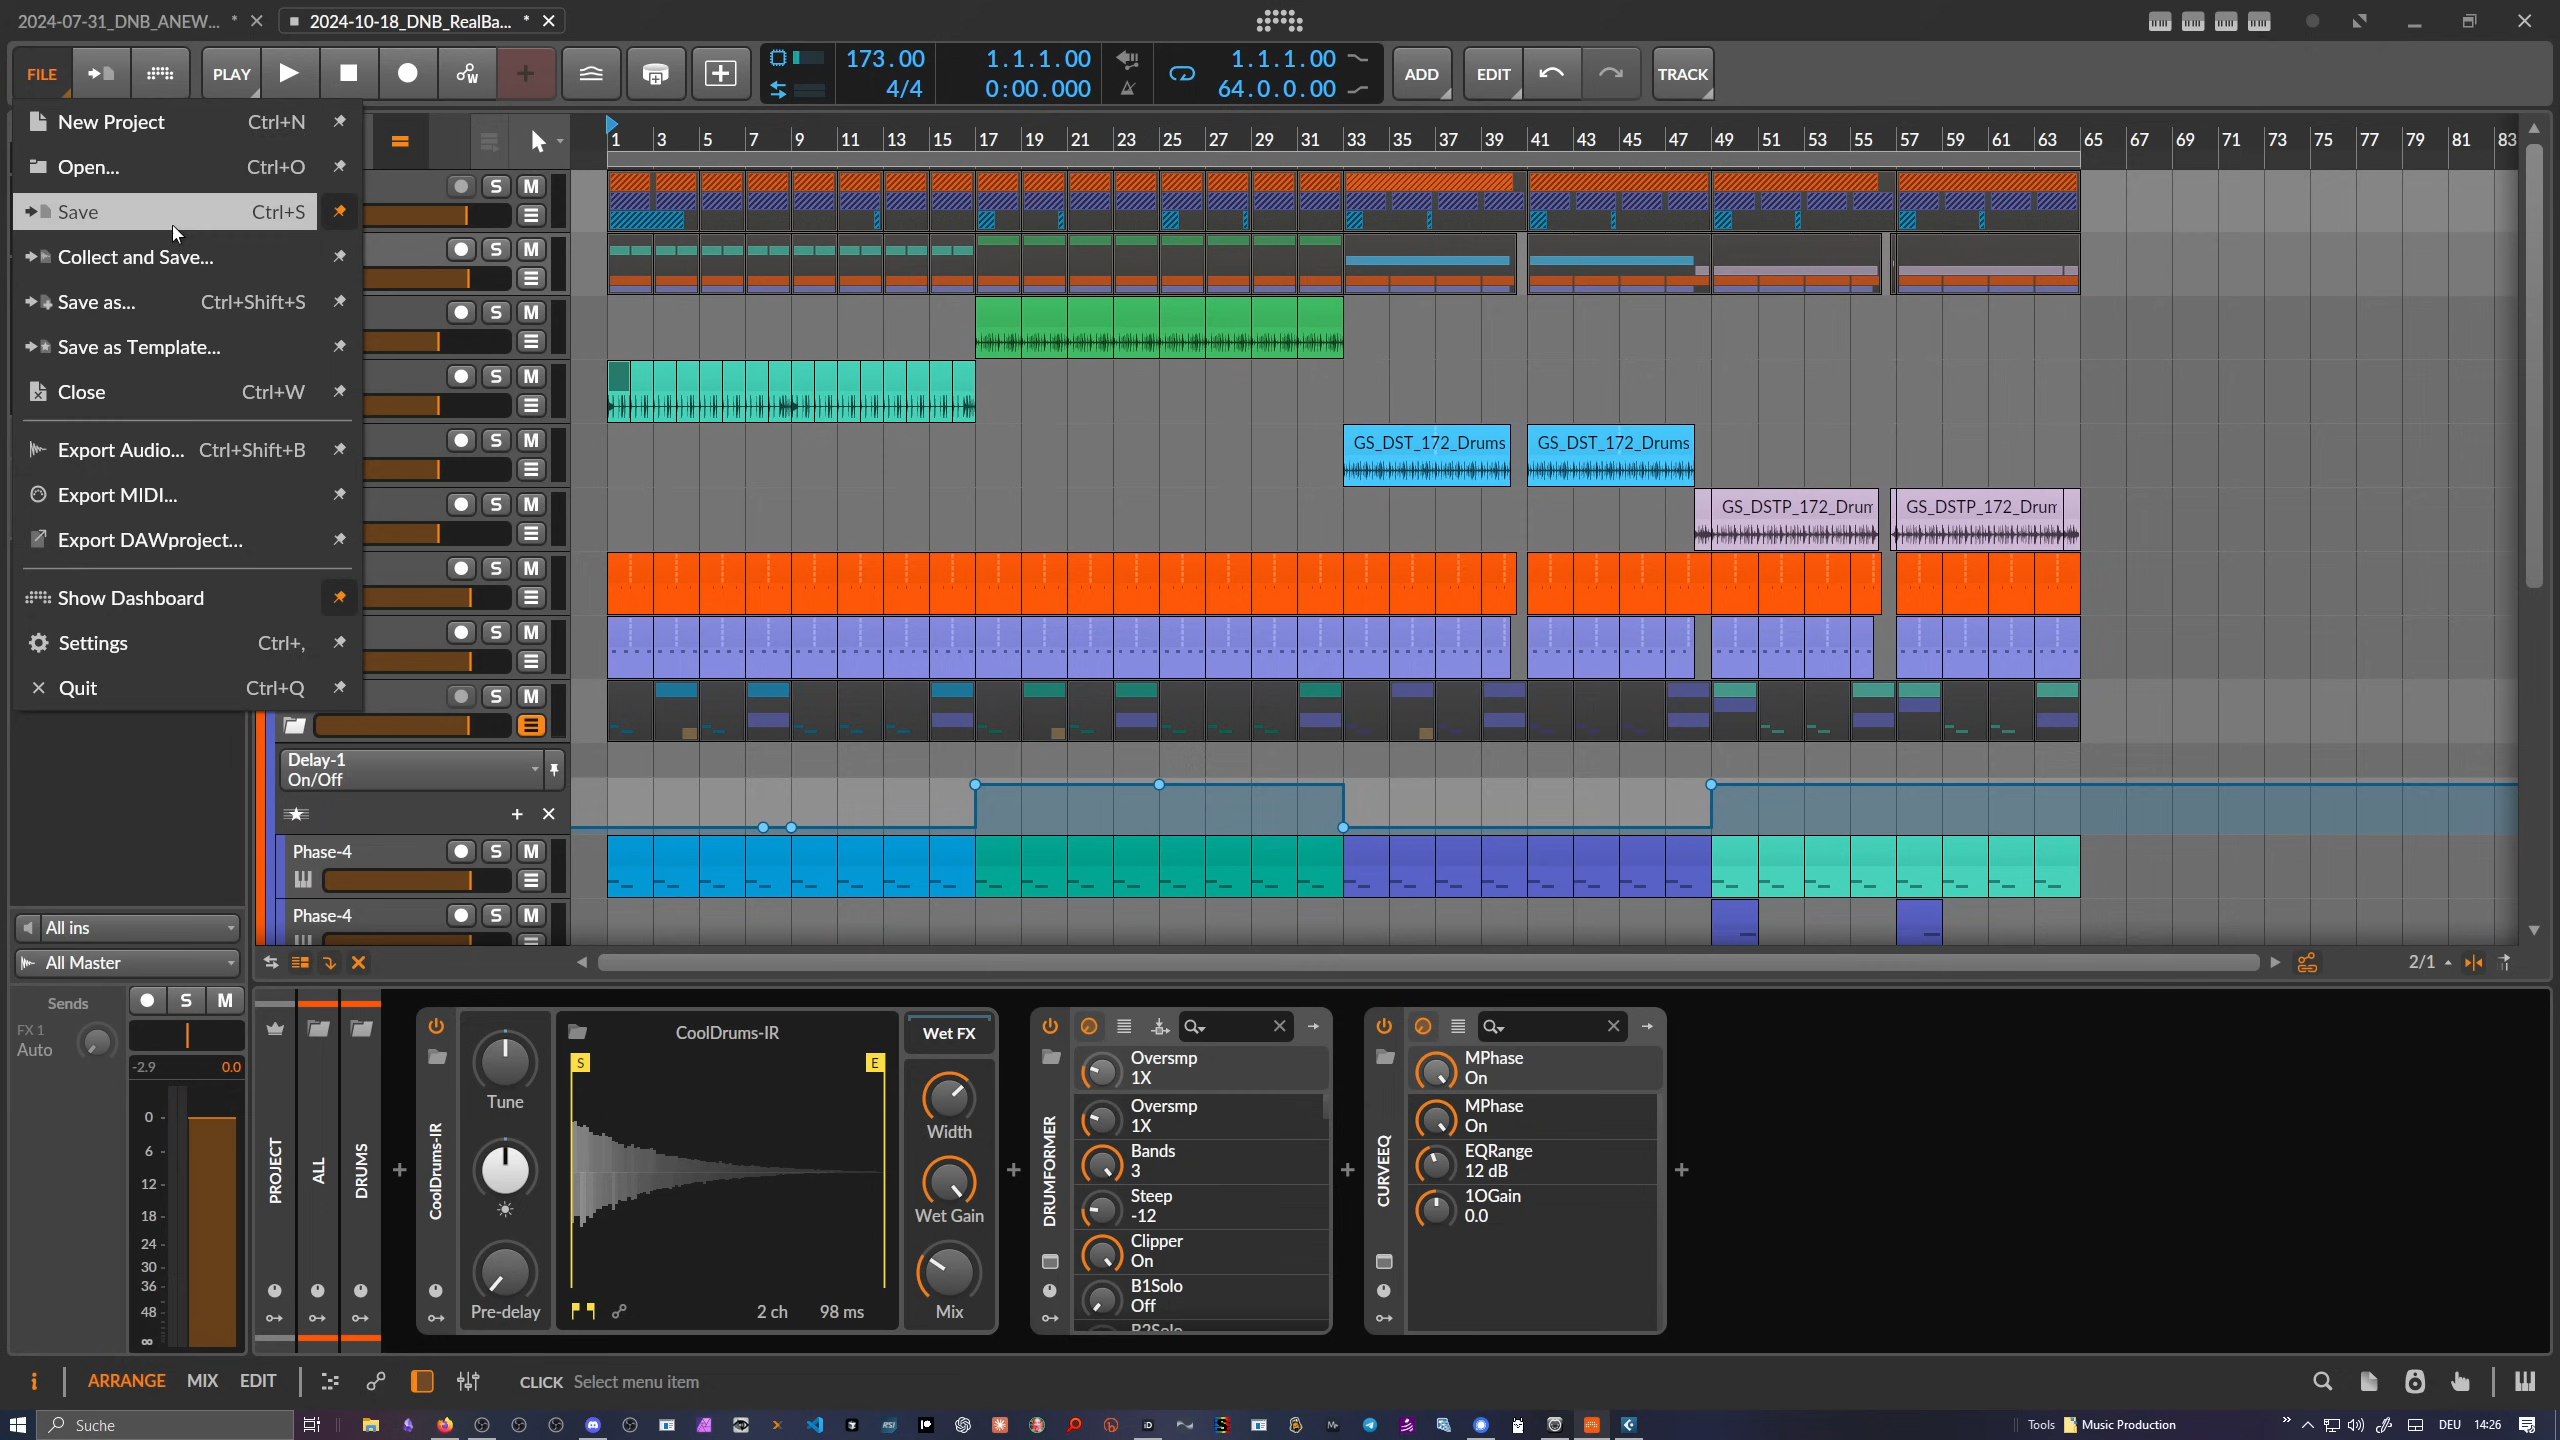 2024-07-31_DNB_ANEW... *
2024-10-18_DNB_RealBa... *
FILE
PLAY
173.00
4/4
1.1.1.00
0:00.000
1.1.1.00
64.0.0.00
ADD
EDIT
TRACK
New Project Ctrl+N
Open... Ctrl+O
Save Ctrl+S
Collect and Save...
Save as... Ctrl+Shift+S
Save as Template...
Close Ctrl+W
Export Audio... Ctrl+Shift+B
Export MIDI...
Export DAWproject...
Show Dashboard
Settings Ctrl+,
Quit Ctrl+Q
1 3 5 7 9 11 13 15 17 19 21 23 25 27 29 31 33 35 37 39 41 43 45 47 49 51 53 55 57 59 61 63 65 67 69 71 73 75 77 79 81 83
S M
S M
S M
S M
S M
GS_DST_172_Drums GS_DST_172_Drums
S M
GS_DSTP_172_Drum GS_DSTP_172_Drum
S M
S M
S M
Delay-1
On/Off
Phase-4 S M
Phase-4 S M
All ins
All Master
2/1
Sends
FX 1
Auto
S M
-2.9 0.0
0
6
12
18
24
30
36
48
∞
PROJECT
ALL
DRUMS
CoolDrums-IR
Tune
Pre-delay
CoolDrums-IR
S
E
2 ch
98 ms
Wet FX
Width
Wet Gain
Mix
DRUMFORMER
Oversmp
1X
Oversmp
1X
Bands
3
Steep
-12
Clipper
On
B1Solo
Off
B2Solo
CURVEEQ
MPhase
On
MPhase
On
EQRange
12 dB
1OGain
0.0
ARRANGE MIX EDIT
CLICK Select menu item
Suche
Tools
Music Production
DEU
14:26